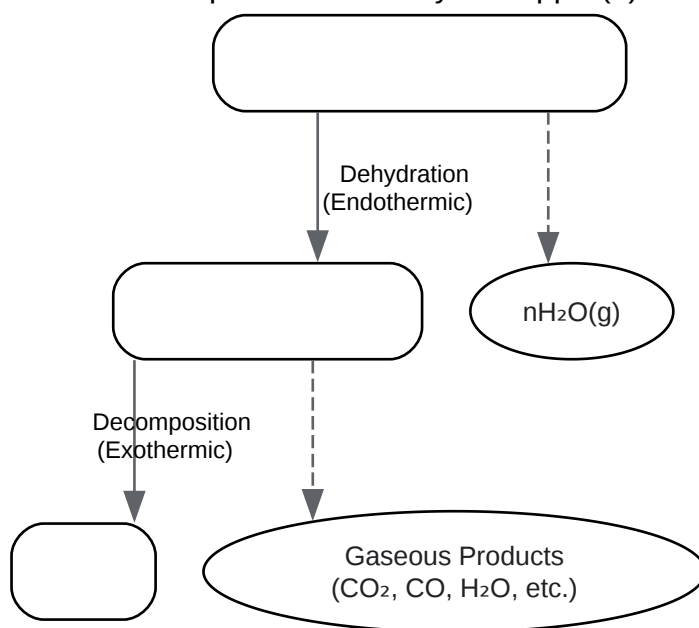 Dehydration
(Endothermic)
nH₂O(g)
Decomposition
(Exothermic)
Gaseous Products
(CO₂, CO, H₂O, etc.)